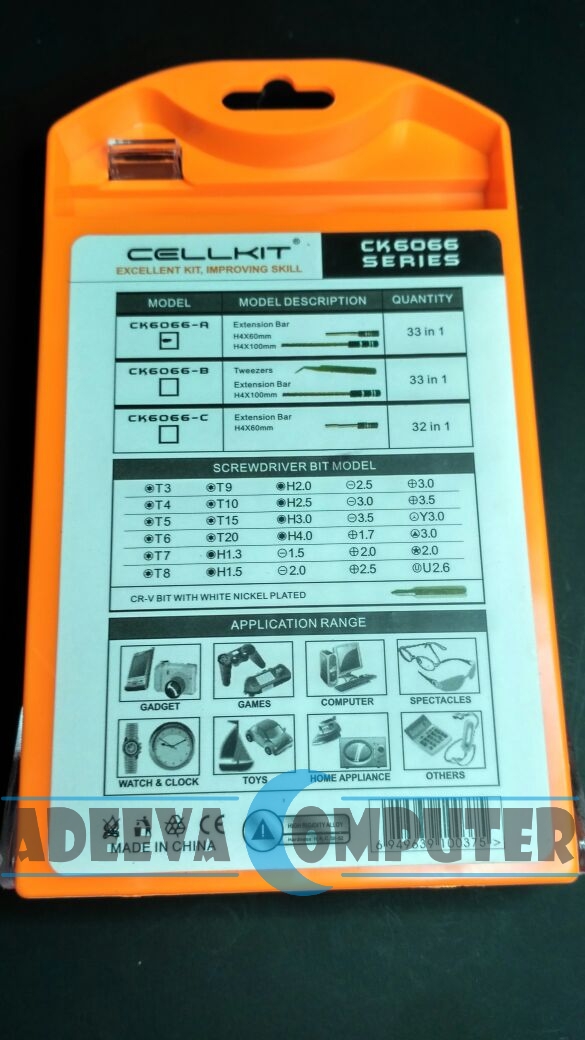 CELLKIT®
EXCELLENT KIT, IMPROVING SKILL
CK6066
SERIES
MODEL MODEL DESCRIPTION QUANTITY
CK6066-A Extension Bar
H4X60mm
H4X100mm
33 in 1
CK6066-B Tweezers
Extension Bar
H4X100mm
33 in 1
CK6066-C Extension Bar
H4X60mm
32 in 1
SCREWDRIVER BIT MODEL
T3 T9 H2.0 2.5 3.0
T4 T10 H2.5 3.0 3.5
T5 T15 H3.0 3.5 Y3.0
T6 T20 H4.0 1.7 3.0
T7 H1.3 1.5 2.0 2.0
T8 H1.5 2.0 2.5 U2.6
CR-V BIT WITH WHITE NICKEL PLATED
APPLICATION RANGE
GADGET GAMES COMPUTER SPECTACLES
WATCH & CLOCK TOYS HOME APPLIANCE OTHERS
ADEEVA COMPUTER
CE
MADE IN CHINA
6 949639 100375 >